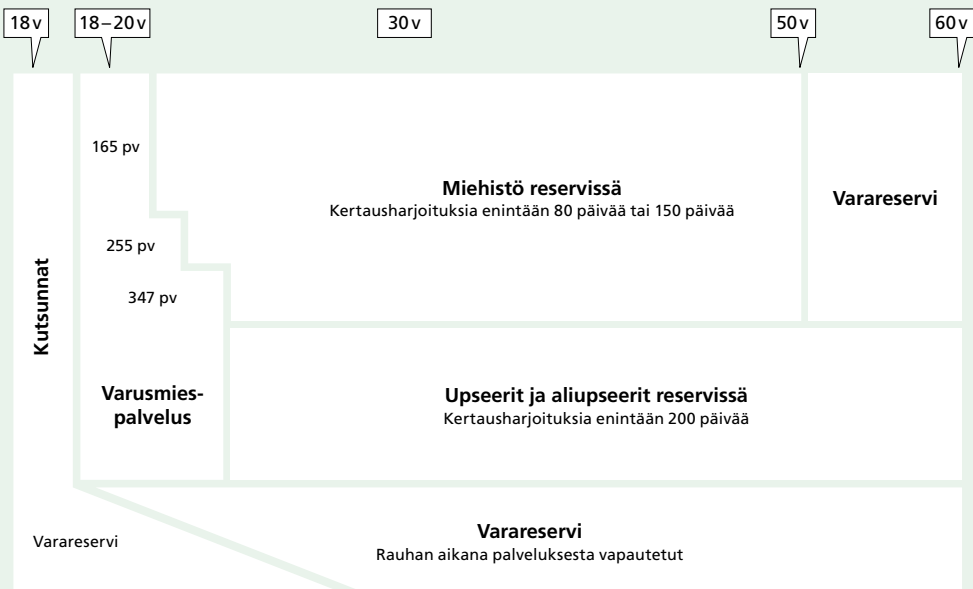 18 v
18–20 v
30 v
50 v
60 v
165 pv
255 pv
347 pv
Kutsunnat
Varusmies-
palvelus
Miehistö reservissä
Kertausharjoituksia enintään 80 päivää tai 150 päivää
Varareservi
Upseerit ja aliupseerit reservissä
Kertausharjoituksia enintään 200 päivää
Varareservi
Varareservi
Rauhan aikana palveluksesta vapautetut